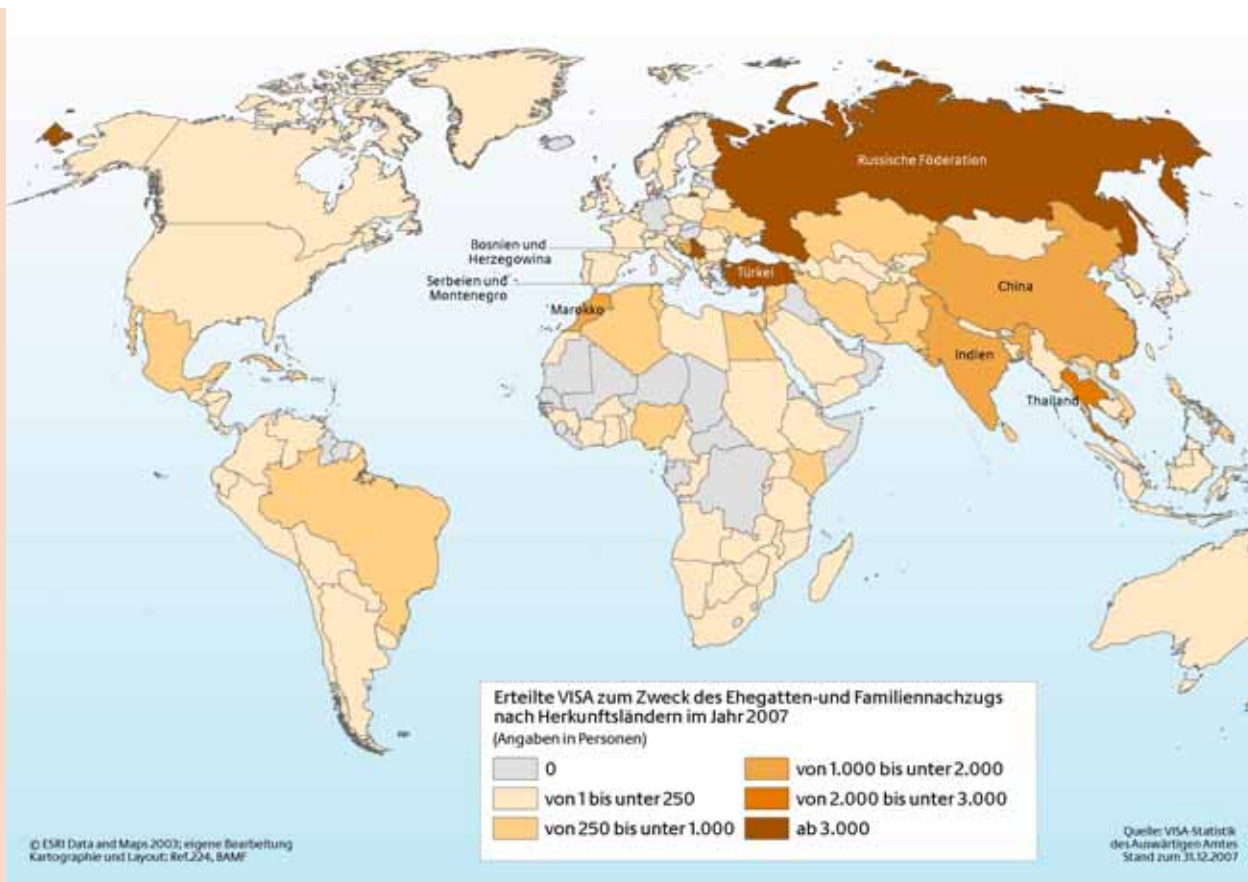 Russische Föderation
Bosnien und
Herzegowina
Türkei
Serbeien und
Montenegro
China
Marokko
Indien
Thailand
Erteilte VISA zum Zweck des Ehegatten-und Familiennachzugs
nach Herkunftsländern im Jahr 2007
(Angaben in Personen)
0
von 1.000 bis unter 2.000
von 1 bis unter 250
von 2.000 bis unter 3.000
von 250 bis unter 1.000
ab 3.000
© ESRI Data and Maps 2003; eigene Bearbeitung
Kartographie und Layout: Ref.224, BAMF
Quelle: VISA-Statistik
des Auswärtigen Amtes
Stand zum 31.12.2007